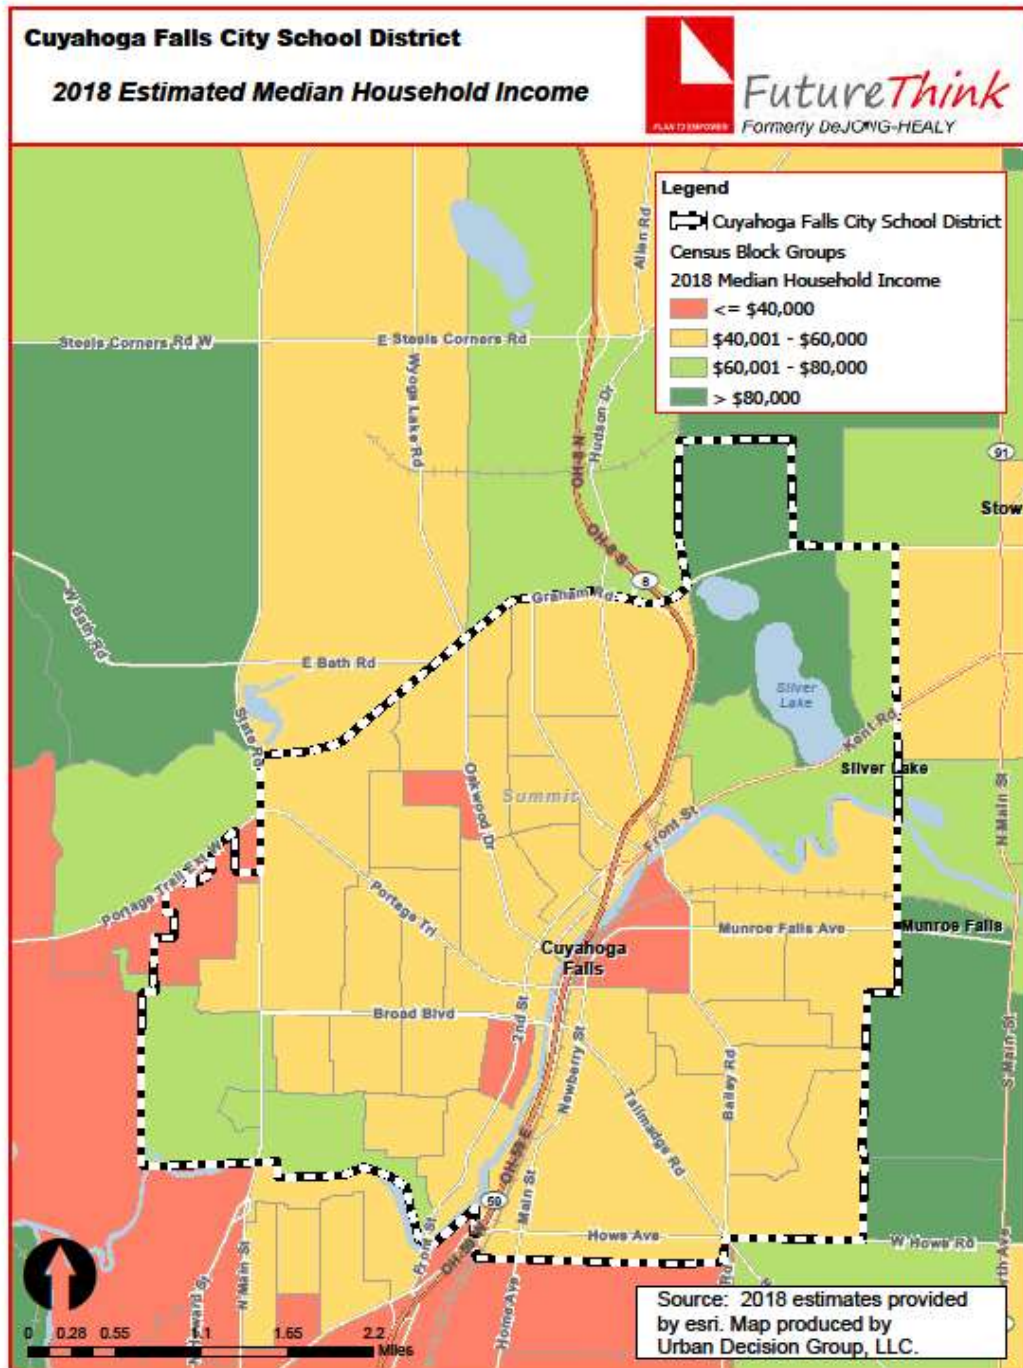 Cuyahoga Falls City School District
2018 Estimated Median Household Income
PLAN TO EMPOWER
FutureThink
Formerly DeJONG-HEALY
Legend
Cuyahoga Falls City School District
Census Block Groups
2018 Median Household Income
<= $40,000
$40,001 - $60,000
$60,001 - $80,000
> $80,000
Allen Rd
Steels Corners Rd W
E Steels Corners Rd
Wyoga Lake Rd
Hudson Dr
OH-8 N
91
Stow
OH-8 S
8
Graham Rd
W Bath Rd
E Bath Rd
State Rd
Silver
Lake
Kent Rd
Silver Lake
Oakwood Dr
Summit
Front St
N Main St
Portage Trail Ext W
Portage Trl
Munroe Falls Ave
Munroe Falls
Cuyahoga
Falls
Broad Blvd
2nd St
Newberry St
Bailey Rd
S Main St
Tallmadge Rd
OH-59 E
59
Main St
Front St
Howe Ave
W Howe Rd
N Main St
N Howard St
Home Ave
Rd
0 0.28 0.55 1.1 1.65 2.2
Miles
Source: 2018 estimates provided
by esri. Map produced by
Urban Decision Group, LLC.